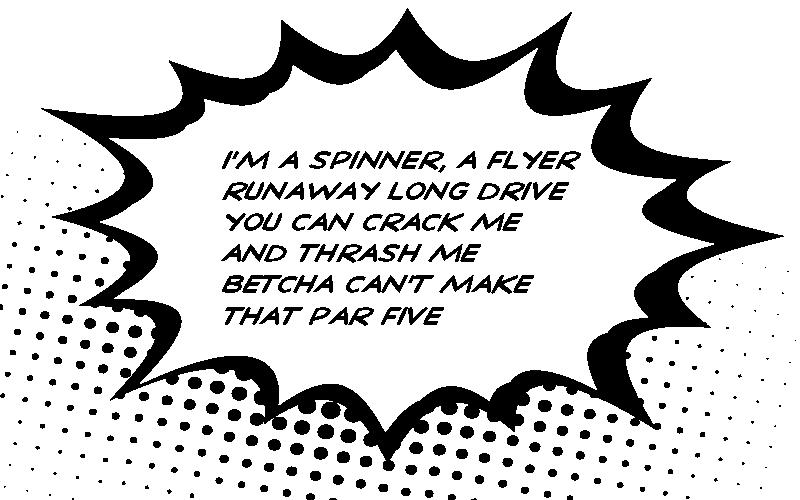 I'M A SPINNER, A FLYER
RUNAWAY LONG DRIVE
YOU CAN CRACK ME
AND THRASH ME
BETCHA CAN'T MAKE
THAT PAR FIVE